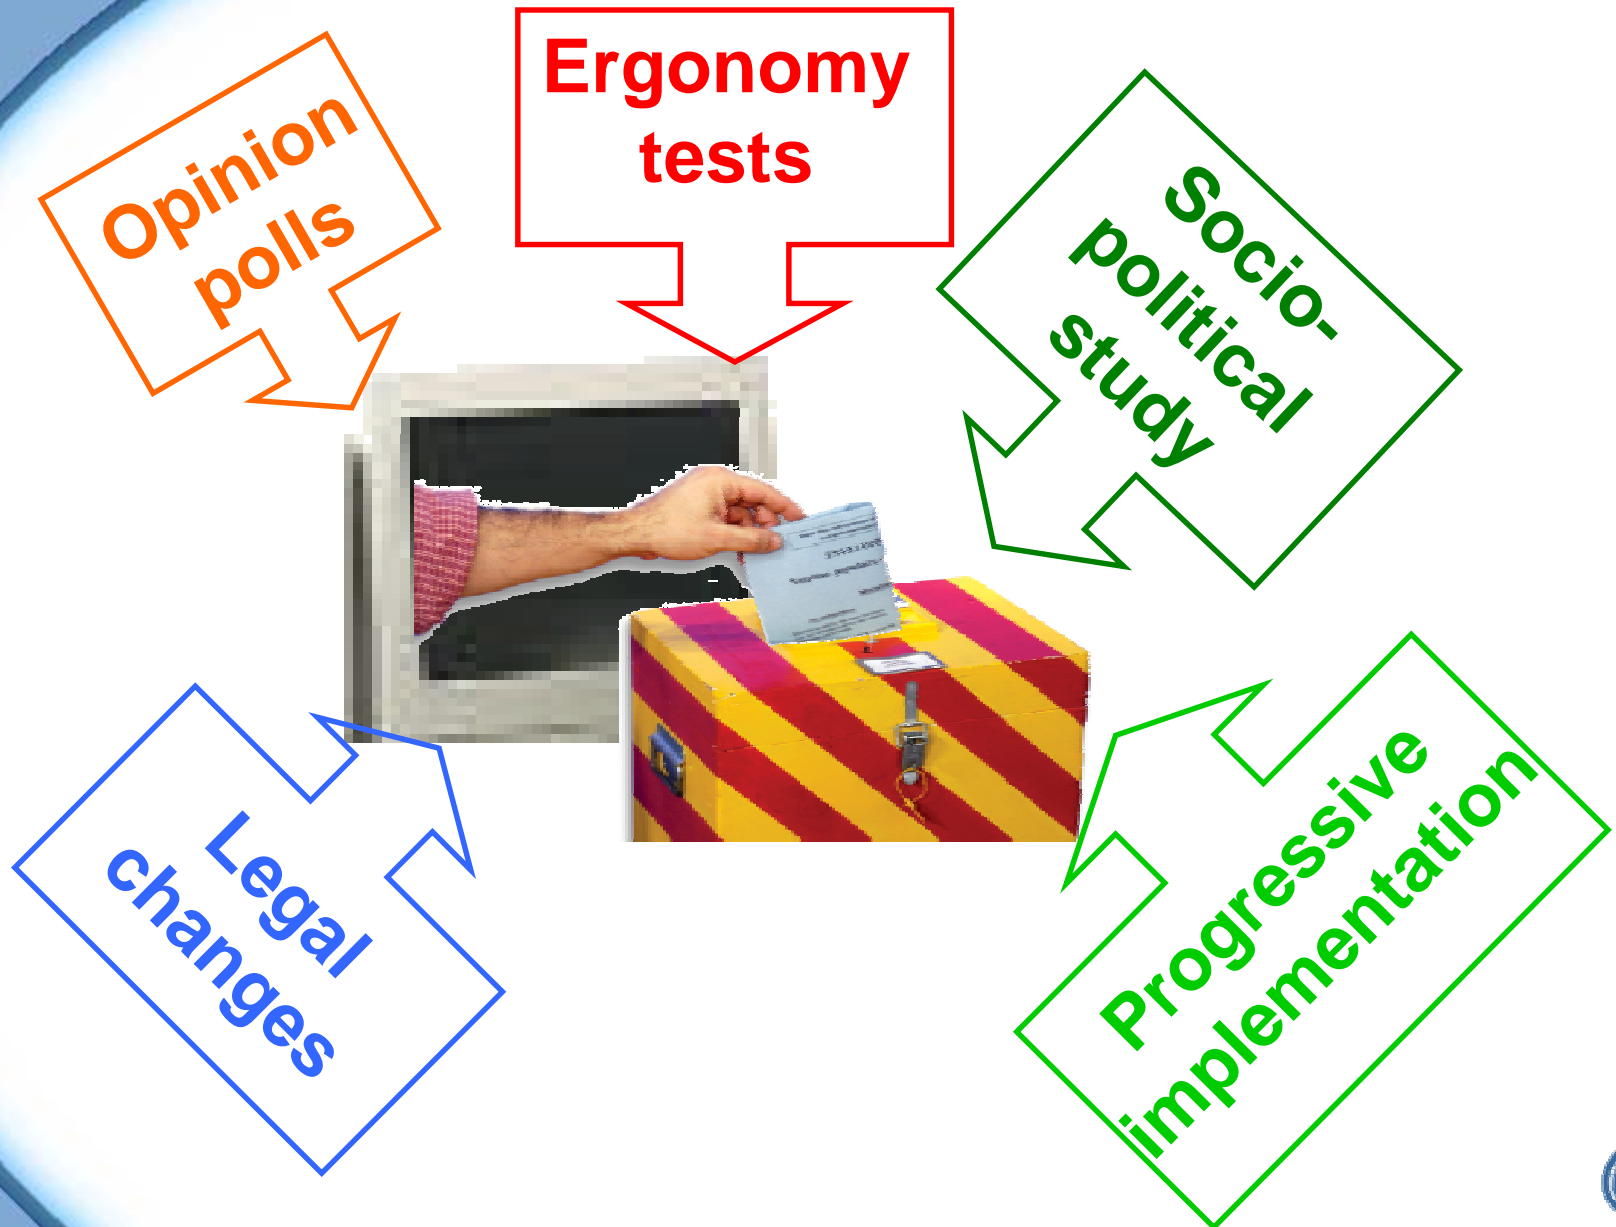 Opinion
polls
Ergonomy
tests
Socio-
political
study
Legal
changes
Progressive
implementation